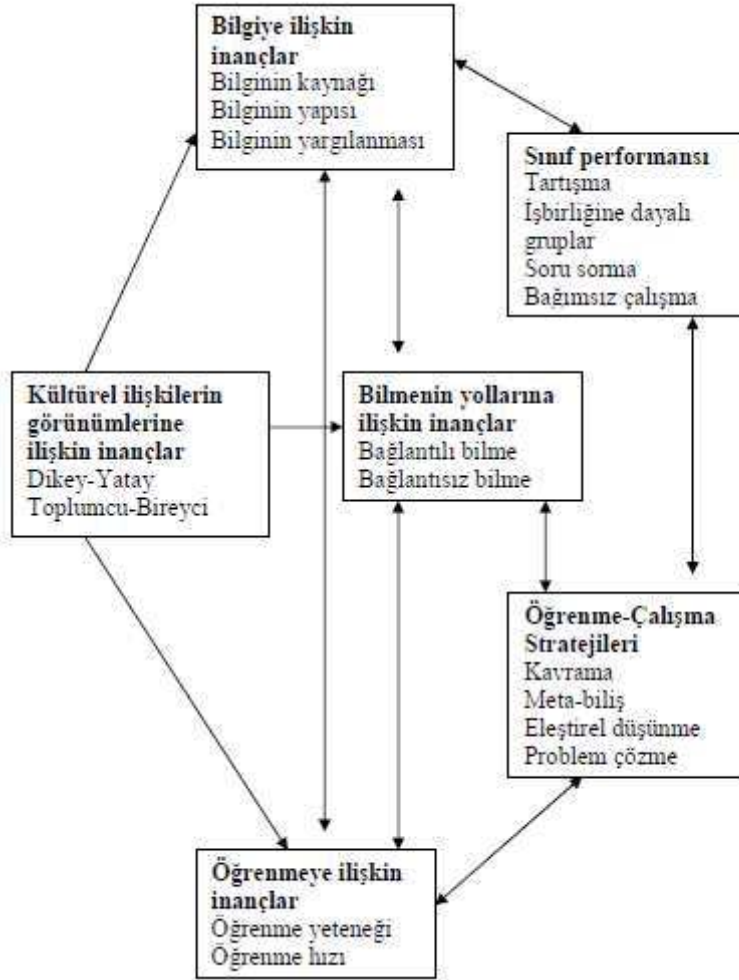 Bilgiye ilişkin
inançlar
Bilginin kaynağı
Bilginin yapısı
Bilginin yargılanması
Sınıf performansı
Tartışma
İşbirliğine dayalı
gruplar
Soru sorma
Bağımsız çalışma
Kültürel ilişkilerin
görünümlerine
ilişkin inançlar
Dikey-Yatay
Toplumcu-Bireyci
Bilmenin yollarına
ilişkin inançlar
Bağlantılı bilme
Bağlantısız bilme
Öğrenme-Çalışma
Stratejileri
Kavrama
Meta-biliş
Eleştirel düşünme
Problem çözme
Öğrenmeye ilişkin
inançlar
Öğrenme yeteneği
Öğrenme hızı